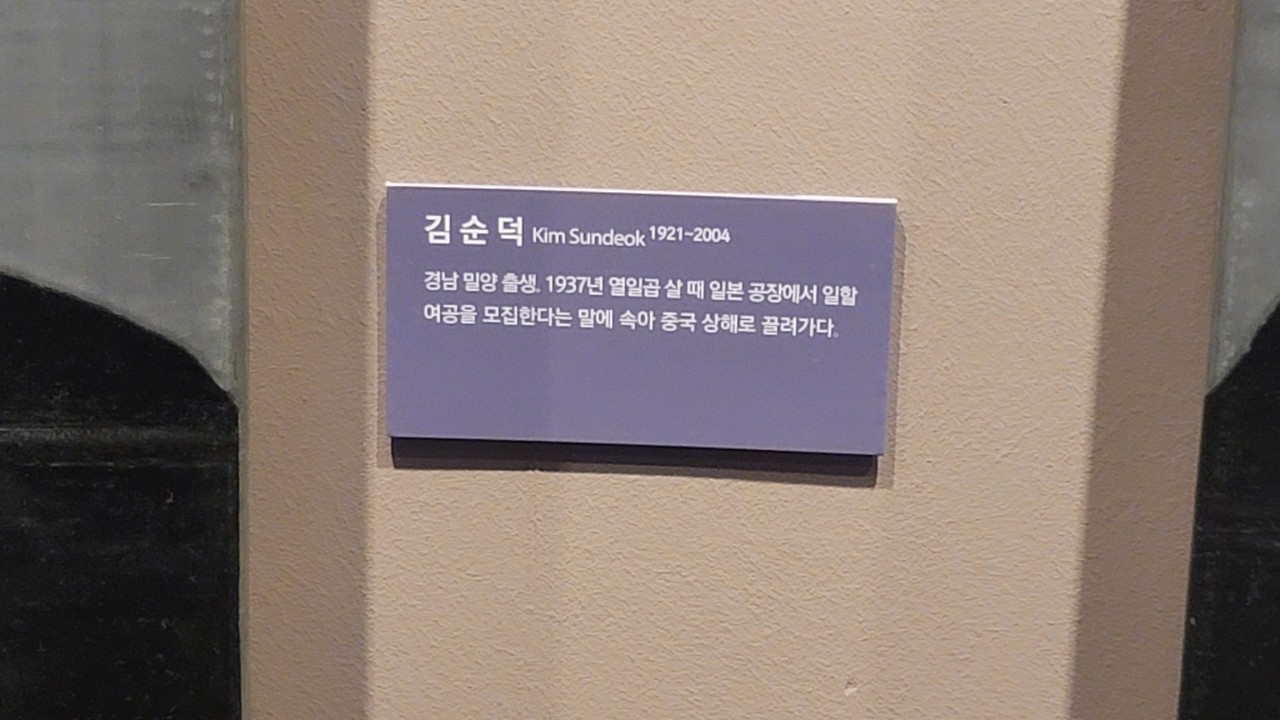 김순덕 Kim Sundeok 1921~2004
경남 밀양 출생. 1937년 열일곱 살 때 일본 공장에서 일할
여공을 모집한다는 말에 속아 중국 상해로 끌려가다.